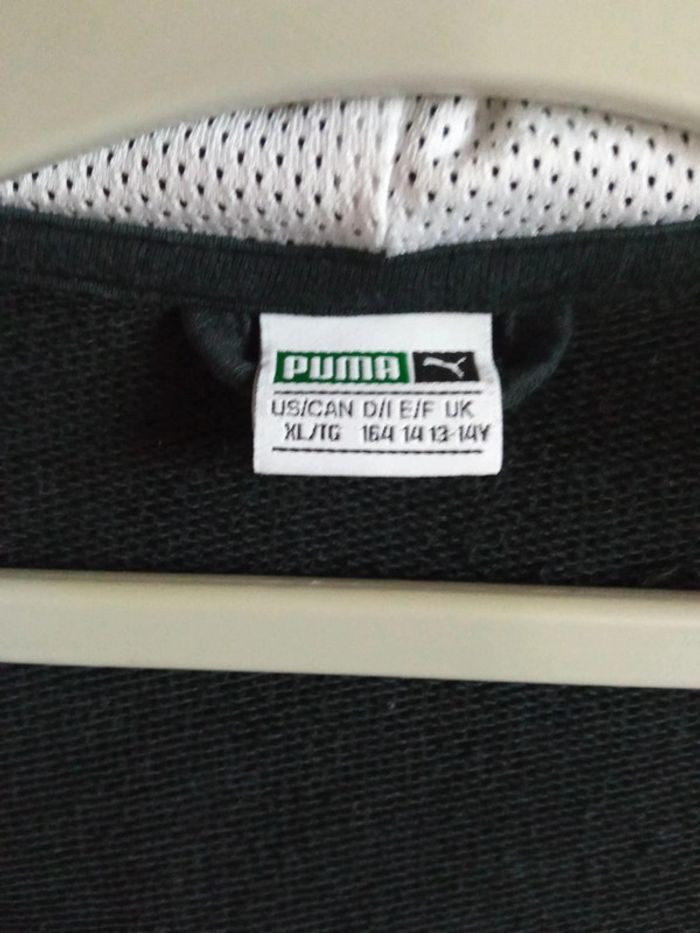 PUMA
US/CAN D/I E/F UK
XL/TG 164 14 13-14Y